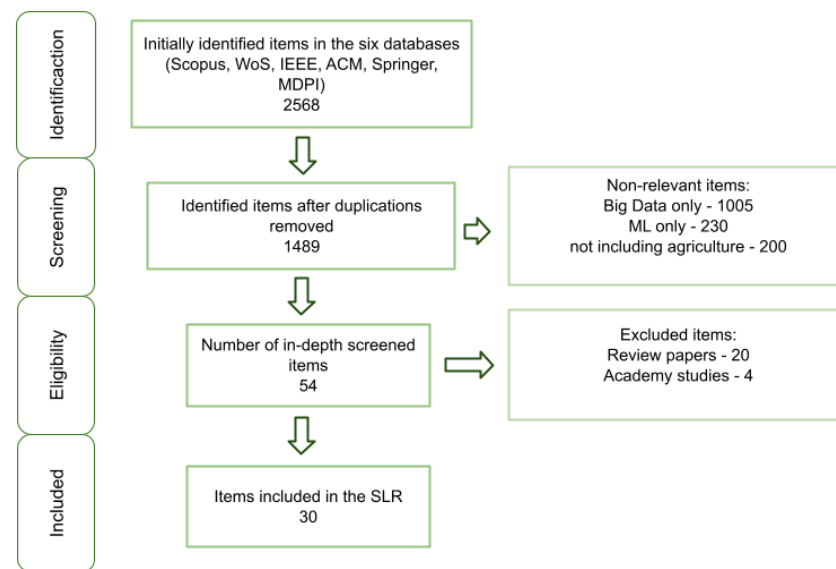 Identificaction
Initially identified items in the six databases
(Scopus, WoS, IEEE, ACM, Springer,
MDPI)
2568
Screening
Identified items after duplications
removed
1489
Non-relevant items:
Big Data only - 1005
ML only - 230
not including agriculture - 200
Eligibility
Number of in-depth screened
items
54
Excluded items:
Review papers - 20
Academy studies - 4
Included
Items included in the SLR
30